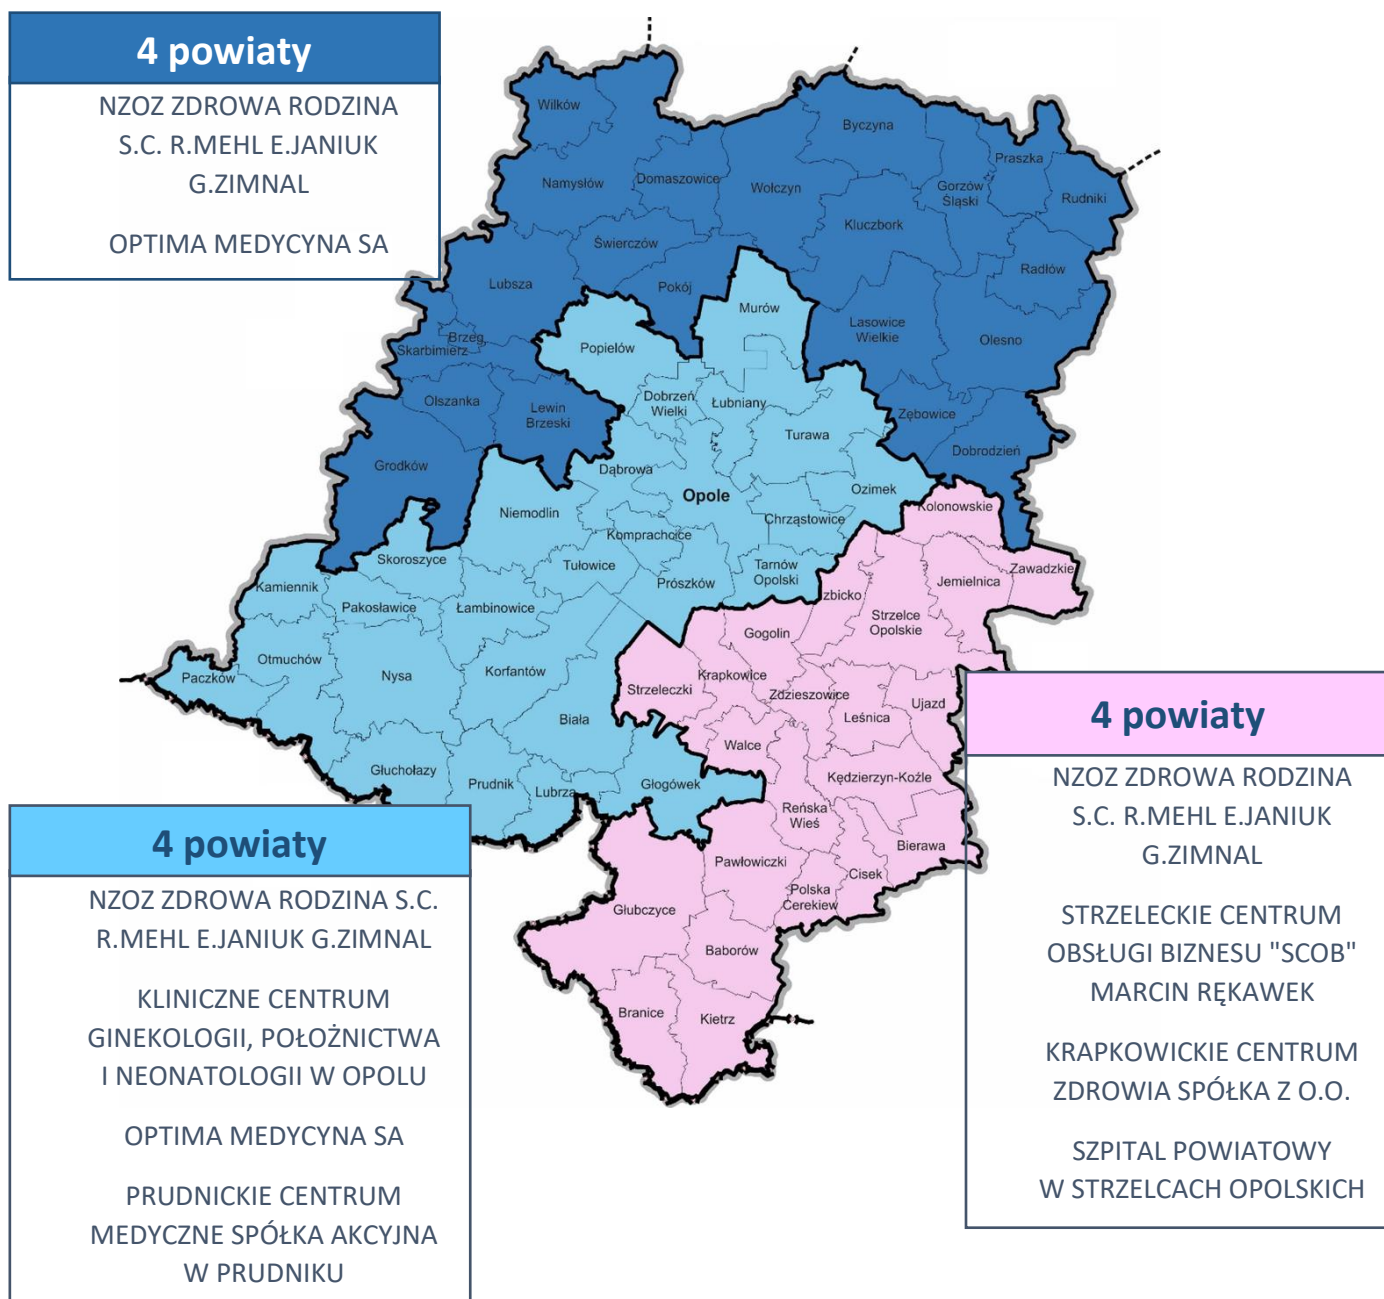 4 powiaty
NZOZ ZDROWA RODZINA
S.C. R.MEHL E.JANIUK
G.ZIMNAL
OPTIMA MEDYCYNA SA
Wilków
Namysłów
Domaszowice
Wołczyn
Byczyna
Praszka
Gorzów
Śląski
Rudniki
Kluczbork
Świerczów
Radłów
Lubsza
Pokój
Murów
Lasowice
Wielkie
Olesno
Brzeg
Skarbimierz
Popielów
Olszanka
Lewin
Brzeski
Dobrzeń
Wielki
Łubniany
Zębowice
Turawa
Dobrodzień
Grodków
Dąbrowa
Opole
Ozimek
Niemodlin
Chrząstowice
Kolonowskie
Komprachcice
Skoroszyce
Tułowice
Prószków
Tarnów
Opolski
Zawadzkie
Jemielnica
Kamiennik
Pakosławice
Łambinowice
zbicko
Strzelce
Opolskie
Gogolin
Otmuchów
Paczków
Nysa
Korfantów
Strzeleczki
Krapkowice
Zdzieszowice
Leśnica
Ujazd
Biała
Walce
Głuchołazy
Prudnik
Lubrza
Głogówek
Kędzierzyn-Koźle
Reńska
Wieś
Bierawa
Pawłowiczki
Cisek
Polska
Cerekiew
Głubczyce
Baborów
Branice
Kietrz
4 powiaty
NZOZ ZDROWA RODZINA
S.C. R.MEHL E.JANIUK
G.ZIMNAL
STRZELECKIE CENTRUM
OBSŁUGI BIZNESU "SCOB"
MARCIN RĘKAWEK
KRAPKOWICKIE CENTRUM
ZDROWIA SPÓŁKA Z O.O.
SZPITAL POWIATOWY
W STRZELCACH OPOLSKICH
4 powiaty
NZOZ ZDROWA RODZINA S.C.
R.MEHL E.JANIUK G.ZIMNAL
KLINICZNE CENTRUM
GINEKOLOGII, POŁOŻNICTWA
I NEONATOLOGII W OPOLU
OPTIMA MEDYCYNA SA
PRUDNICKIE CENTRUM
MEDYCZNE SPÓŁKA AKCYJNA
W PRUDNIKU